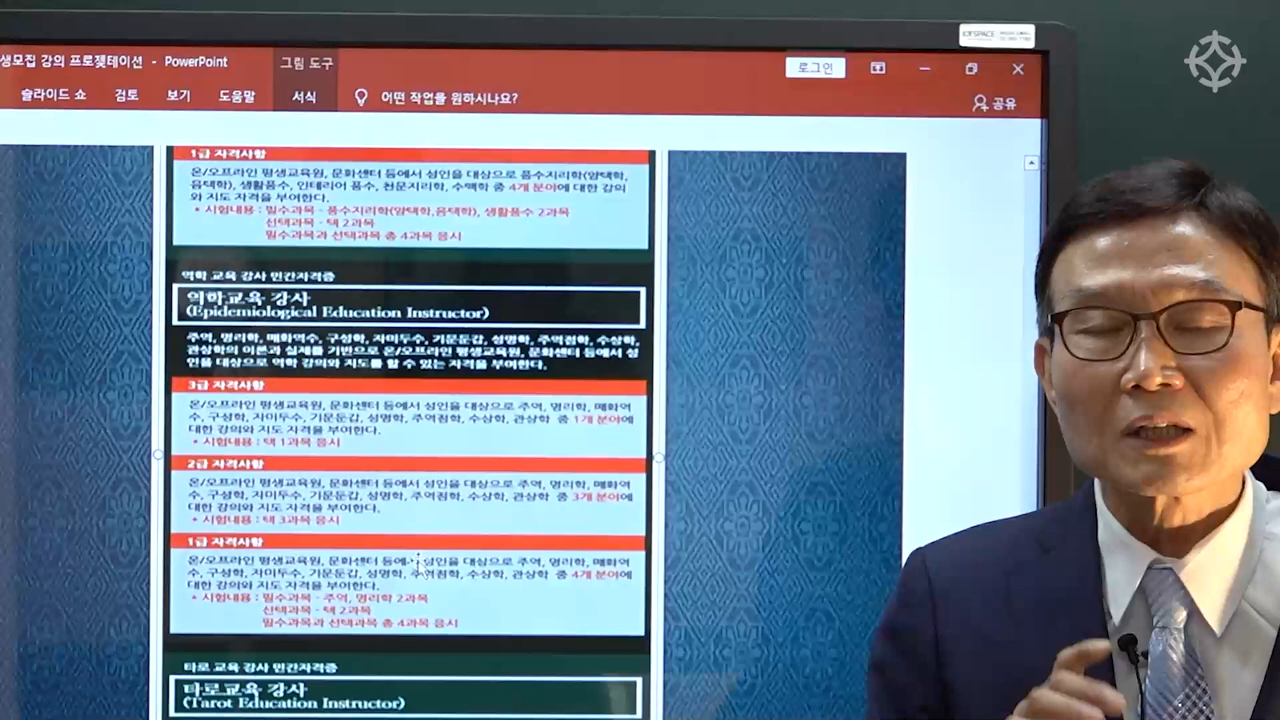 생모집 강의 프로젯테이션 - PowerPoint
그림 도구
로그인
슬라이드 쇼
검토
보기
도움말
서식
어떤 작업을 원하시나요?
공유
1급 자격사항
온/오프라인 평생교육원, 문화센터 등에서 성인을 대상으로 풍수지리학(양택학,
음택학), 생활풍수, 인테리어 풍수, 천문지리학, 수맥학 중 4개 분야에 대한 강의
와 지도 자격을 부여한다.
* 시험내용 : 필수과목 - 풍수지리학(양택학,음택학), 생활풍수 2과목
선택과목 - 택 2과목
필수과목과 선택과목 총 4과목 응시
역학 교육 강사 민간자격증
역학교육 강사
(Epidemiological Education Instructor)
주역, 명리학, 매화역수, 구성학, 자미두수, 기문둔갑, 성명학, 주역점학, 수상학,
관상학의 이론과 실제를 기반으로 온/오프라인 평생교육원, 문화센터 등에서 성
인을 대상으로 역학 강의와 지도를 할 수 있는 자격을 부여한다.
3급 자격사항
온/오프라인 평생교육원, 문화센터 등에서 성인을 대상으로 주역, 명리학, 매화역
수, 구성학, 자미두수, 기문둔갑, 성명학, 주역점학, 수상학, 관상학 중 1개 분야에
대한 강의와 지도 자격을 부여한다.
* 시험내용 : 택 1과목 응시
2급 자격사항
온/오프라인 평생교육원, 문화센터 등에서 성인을 대상으로 주역, 명리학, 매화역
수, 구성학, 자미두수, 기문둔갑, 성명학, 주역점학, 수상학, 관상학 중 3개 분야에
대한 강의와 지도 자격을 부여한다.
* 시험내용 : 택 3과목 응시
1급 자격사항
온/오프라인 평생교육원, 문화센터 등에서 성인을 대상으로 주역, 명리학, 매화역
수, 구성학, 자미두수, 기문둔갑, 성명학, 주역점학, 수상학, 관상학 중 4개 분야에
대한 강의와 지도 자격을 부여한다.
* 시험내용 : 필수과목 - 주역, 명리학 2과목
선택과목 - 택 2과목
필수과목과 선택과목 총 4과목 응시
타로 교육 강사 민간자격증
타로교육 강사
(Tarot Education Instructor)